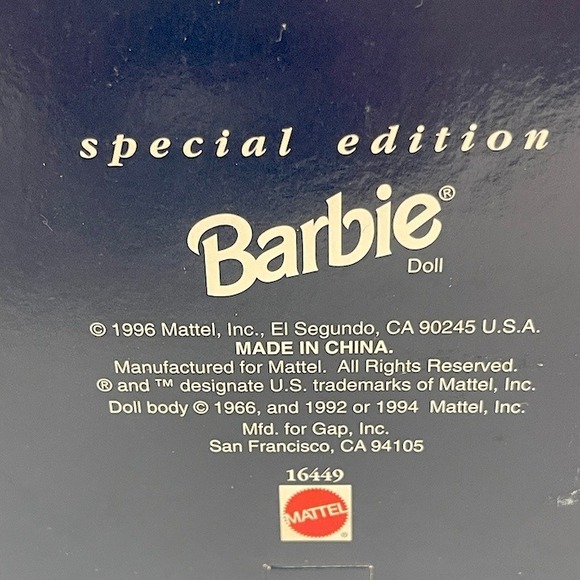 special edition
Barbie®
Doll
© 1996 Mattel, Inc., El Segundo, CA 90245 U.S.A.
MADE IN CHINA.
Manufactured for Mattel. All Rights Reserved.
® and ™ designate U.S. trademarks of Mattel, Inc.
Doll body © 1966, and 1992 or 1994 Mattel, Inc.
Mfd. for Gap, Inc.
San Francisco, CA 94105
16449
MATTEL®